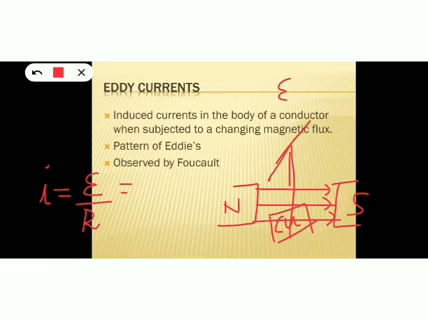 EDDY CURRENTS
ε
Induced currents in the body of a conductor
when subjected to a changing magnetic flux.
Pattern of Eddie's
Observed by Foucault
i = ε/R =
N
Cu
S